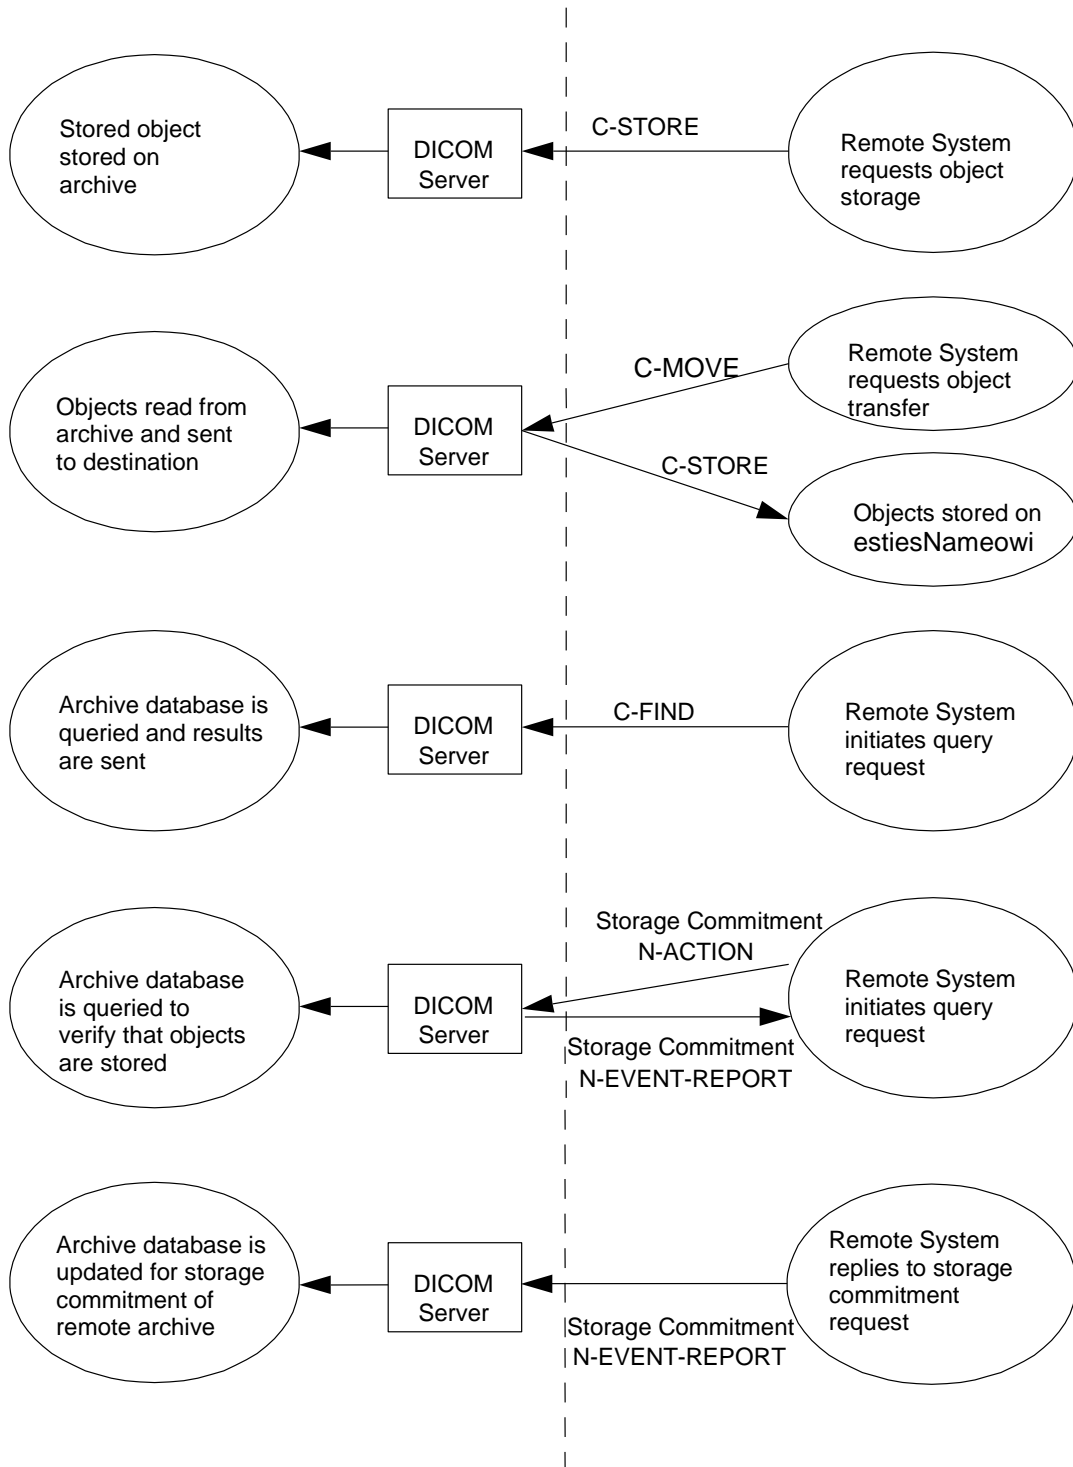 Stored object
stored on
archive
DICOM
Server
C-STORE
Remote System
requests object
storage
Objects read from
archive and sent
to destination
DICOM
Server
C-MOVE
C-STORE
Remote System
requests object
transfer
Objects stored on
estiesNameowi
Archive database is
queried and results
are sent
DICOM
Server
C-FIND
Remote System
initiates query
request
Archive database
is queried to
verify that objects
are stored
DICOM
Server
Storage Commitment
N-ACTION
Storage Commitment
N-EVENT-REPORT
Remote System
initiates query
request
Archive database is
updated for storage
commitment of
remote archive
DICOM
Server
Storage Commitment
N-EVENT-REPORT
Remote System
replies to storage
commitment
request